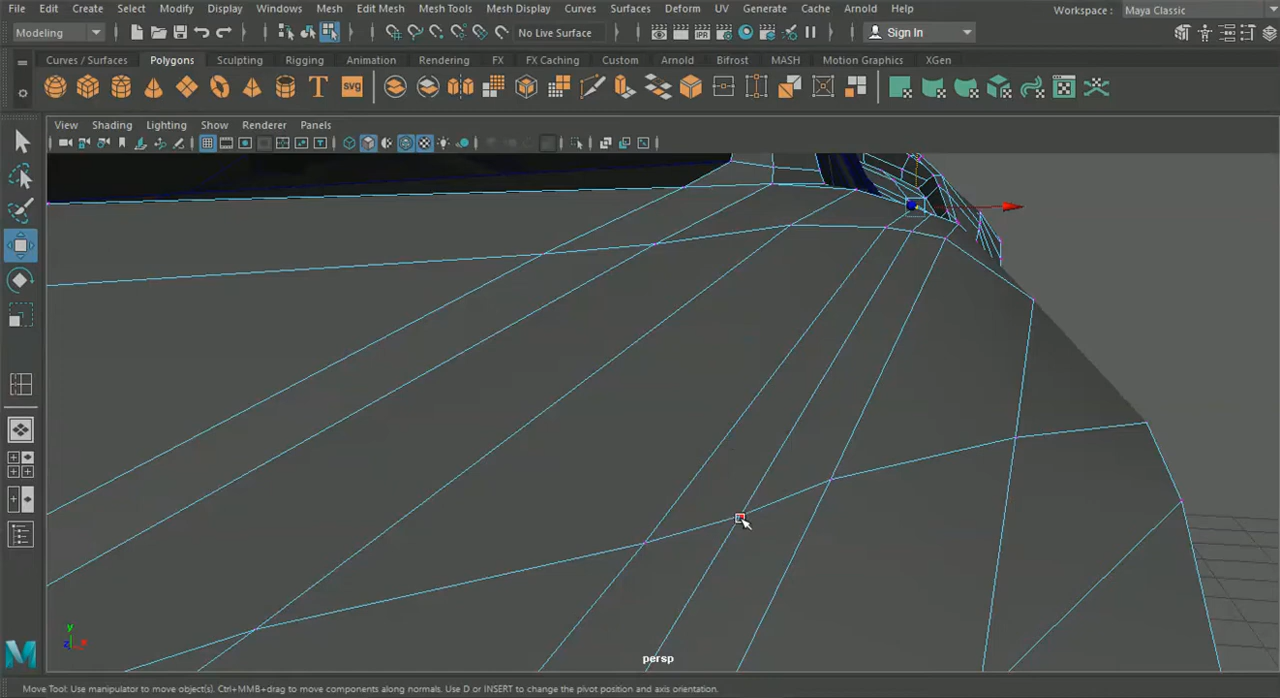 File Edit Create Select Modify Display Windows Mesh Edit Mesh Mesh Tools Mesh Display Curves Surfaces Deform UV Generate Cache Arnold Help Workspace : Maya Classic
Modeling No Live Surface Sign In
Curves / Surfaces Polygons Sculpting Rigging Animation Rendering FX FX Caching Custom Arnold Bifrost MASH Motion Graphics XGen
T SVG
View Shading Lighting Show Renderer Panels
y
persp
Move Tool: Use manipulator to move object(s). Ctrl+MMB+drag to move components along normals. Use D or INSERT to change the pivot position and axis orientation.